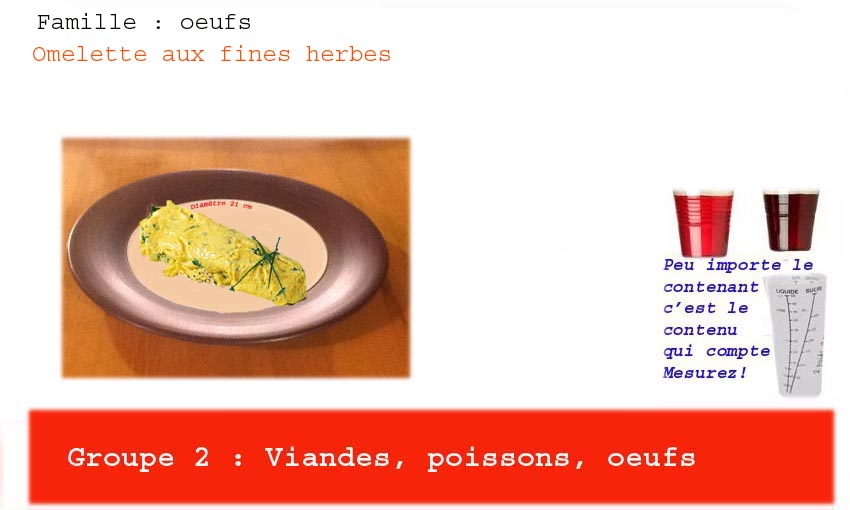 Famille : oeufs
Omelette aux fines herbes
Diamètre 21 cm
Peu importe le
contenant
c'est le
contenu
qui compte
Mesurez!
LIQUIDE SUCRE
Groupe 2 : Viandes, poissons, oeufs